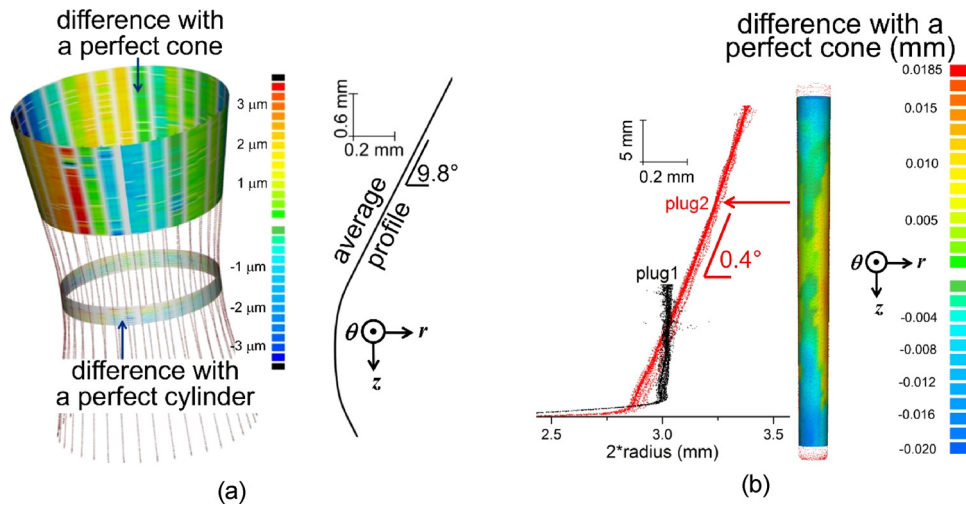 (a)
difference with
a perfect cone
3 µm
2 µm
1 µm
-1 µm
-2 µm
-3 µm
difference with
a perfect cylinder
0.6 mm
0.2 mm
9.8°
average
profile
θ
r
z
(a)
(b)
difference with a
perfect cone (mm)
5 mm
0.2 mm
plug2
0.4°
plug1
2.5
3.0
3.5
2*radius (mm)
θ
r
z
0.0185
0.015
0.010
0.005
-0.004
-0.008
-0.012
-0.016
-0.020
(b)